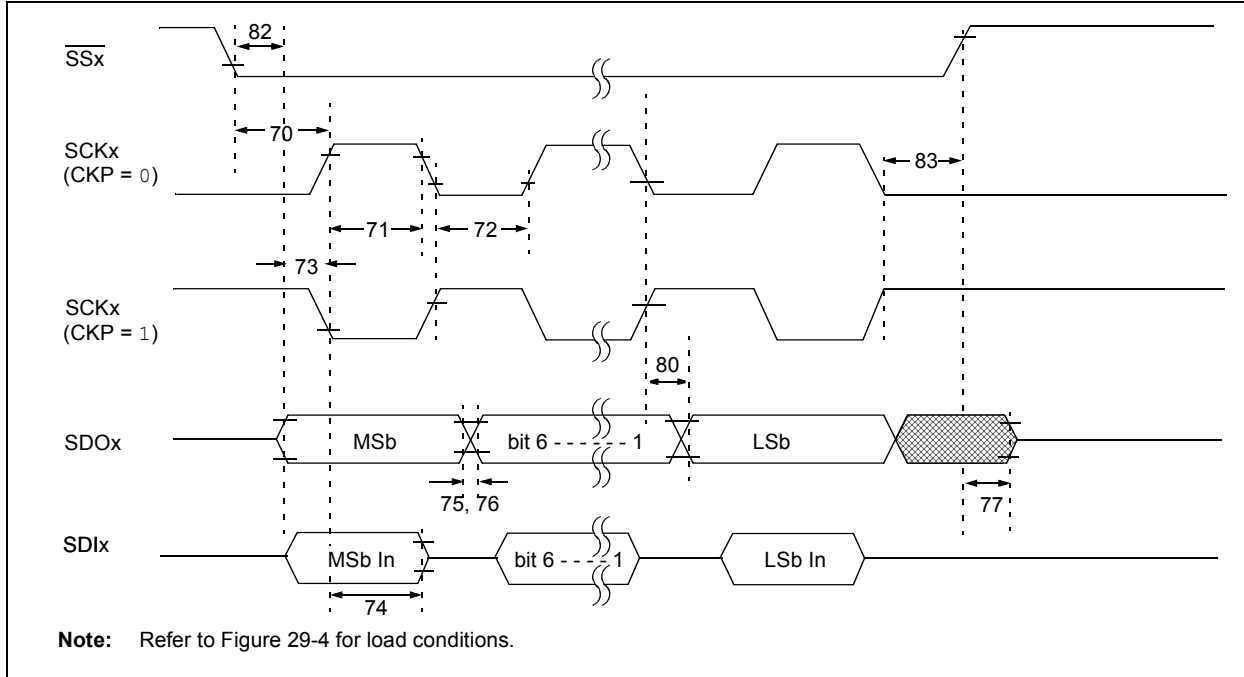 82
SSx
70
SCKx
(CKP = 0)
83
71
72
73
SCKx
(CKP = 1)
80
SDOx
MSb
bit 6 - - - - - - 1
LSb
75, 76
77
SDIx
MSb In
bit 6 - - - - 1
LSb In
74
Note: Refer to Figure 29-4 for load conditions.